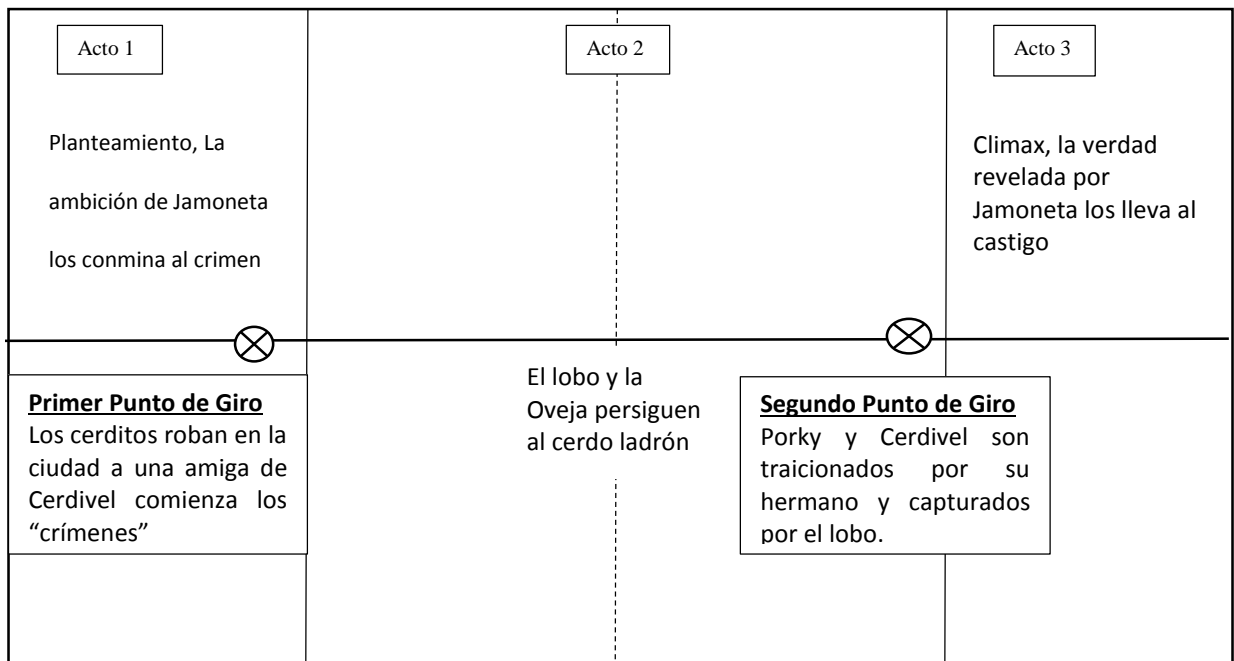 Acto 1
Acto 2
Acto 3
Planteamiento, La
ambición de Jamoneta
los conmina al crimen
Climax, la verdad
revelada por
Jamoneta los lleva al
castigo
Primer Punto de Giro
Los cerditos roban en la
ciudad a una amiga de
Cerdivel comienza los
“crímenes”
El lobo y la
Oveja persiguen
al cerdo ladrón
Segundo Punto de Giro
Porky y Cerdivel son
traicionados por su
hermano y capturados
por el lobo.